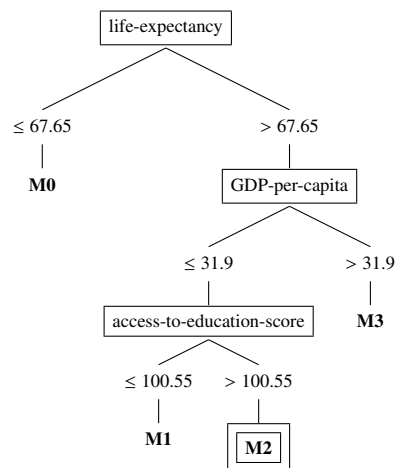 life-expectancy
≤ 67.65 > 67.65
M0 GDP-per-capita
≤ 31.9 > 31.9
access-to-education-score M3
≤ 100.55 > 100.55
M1 M2